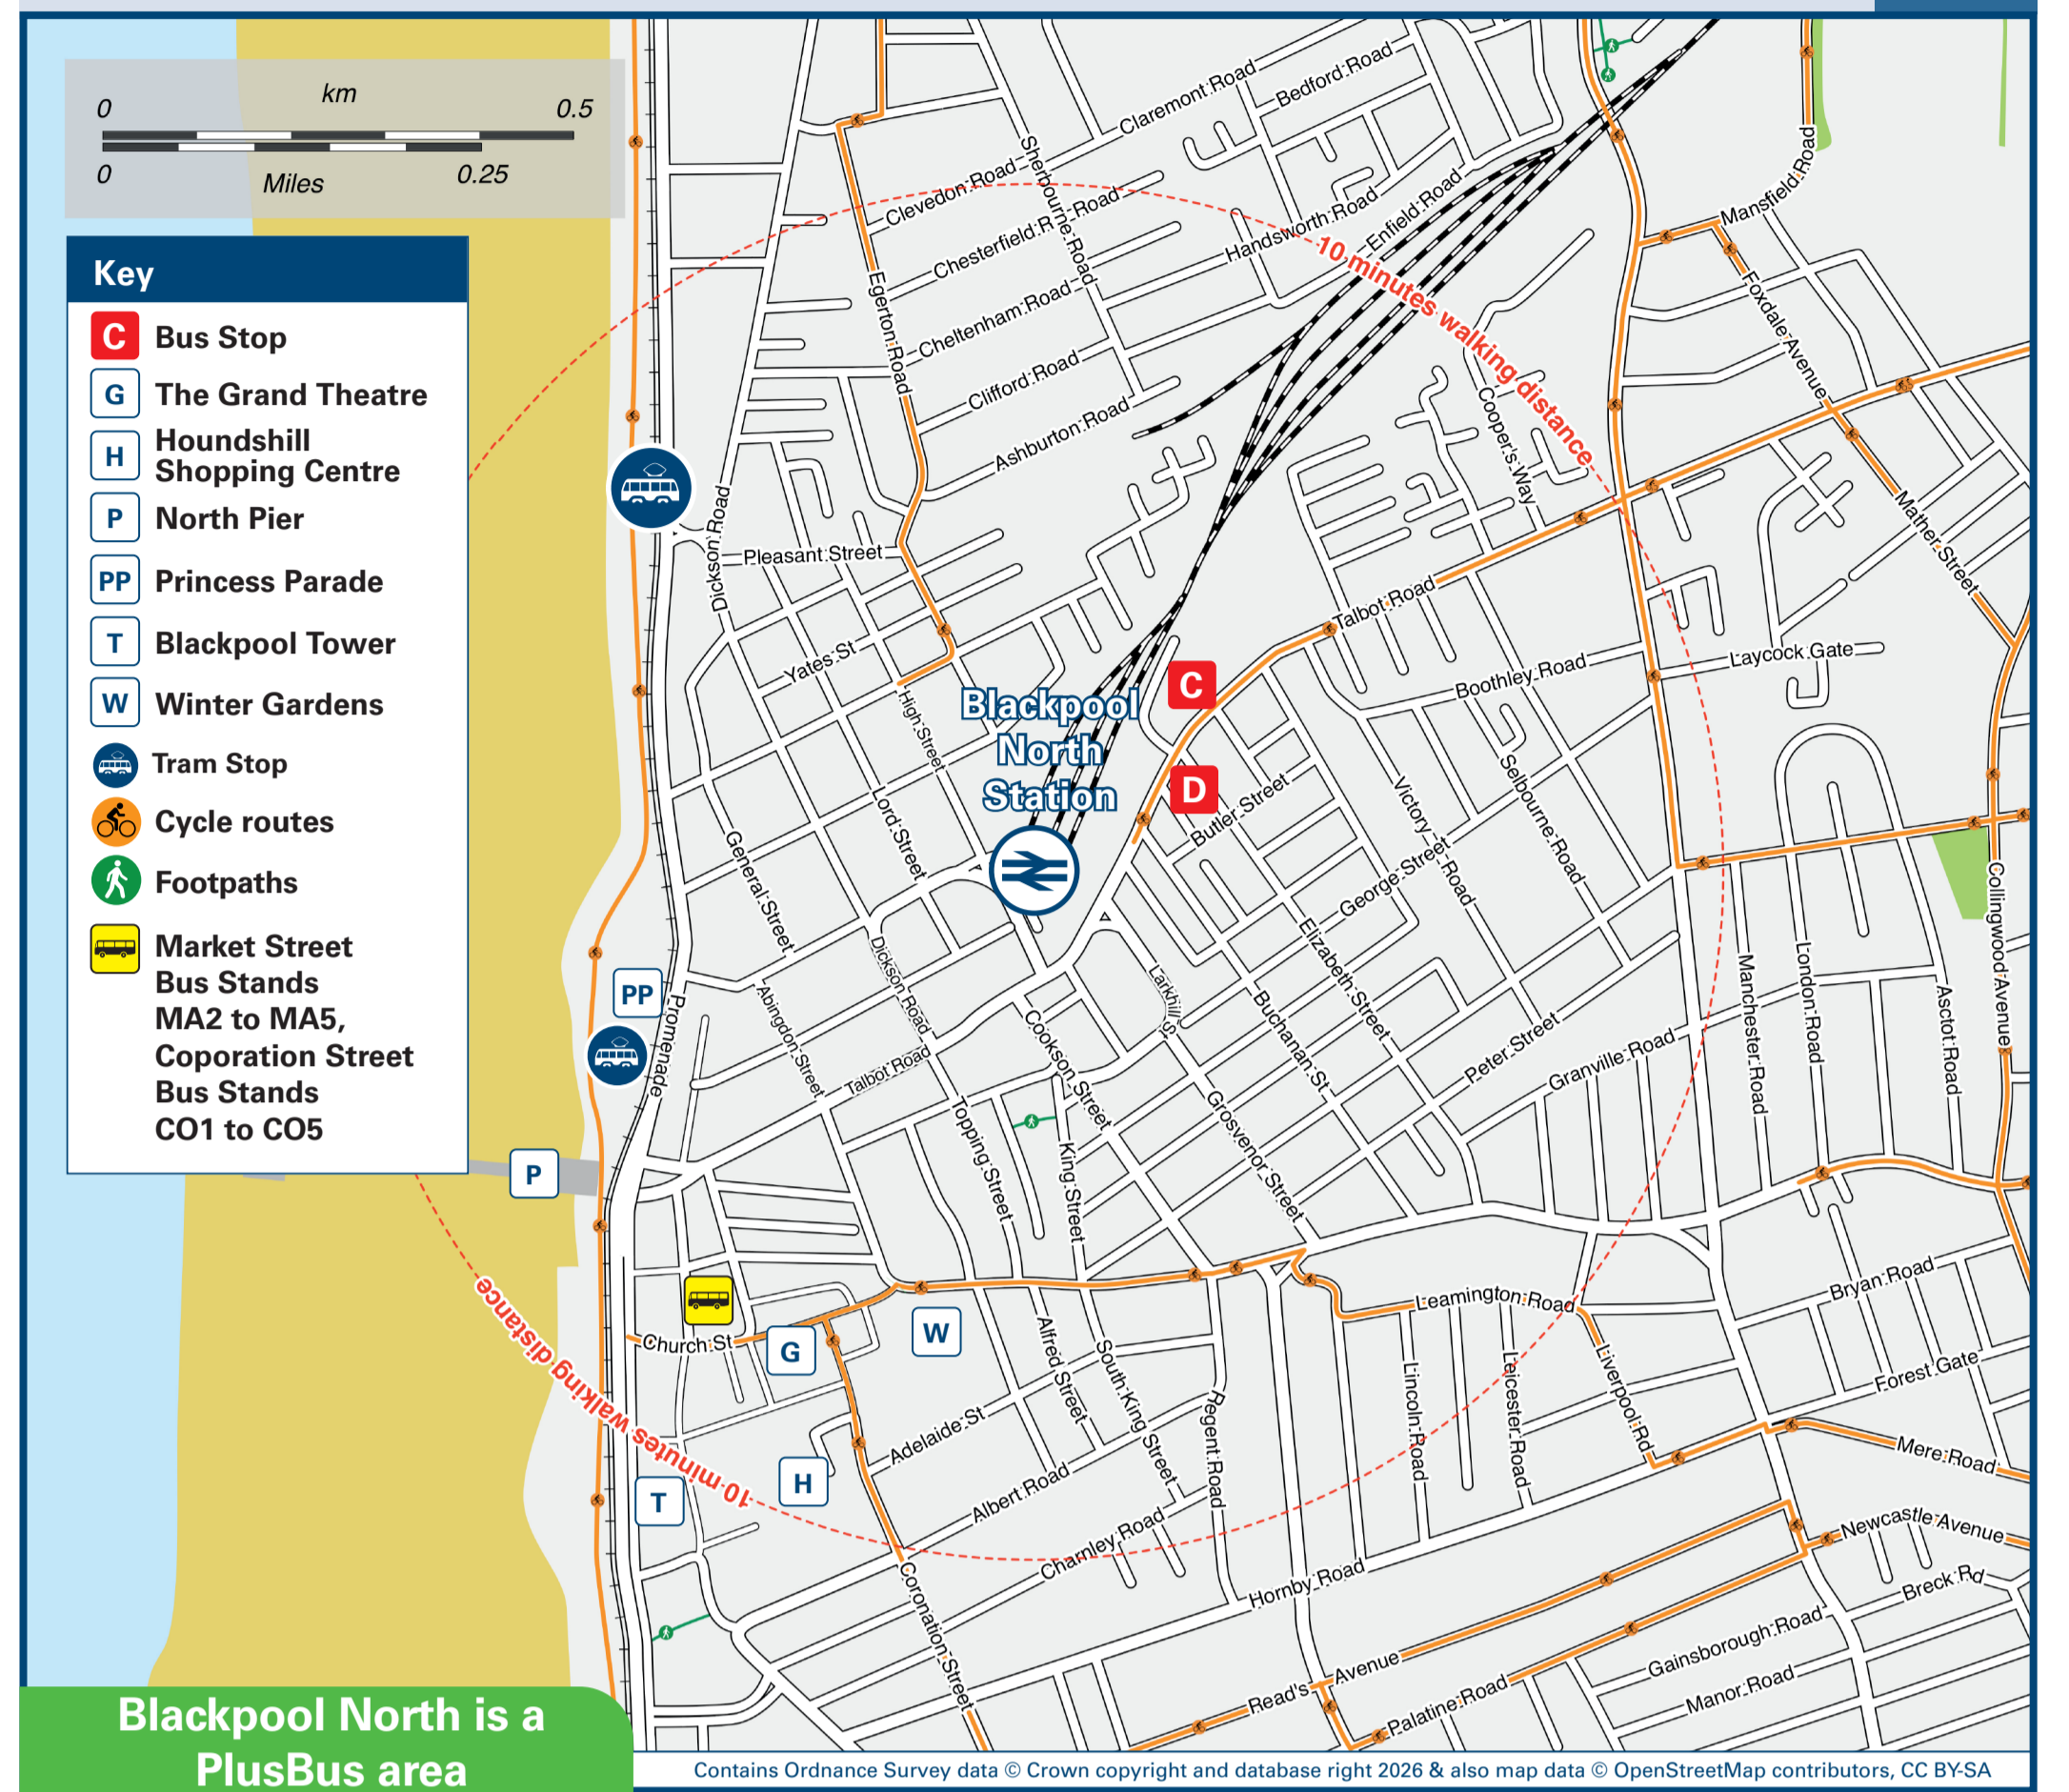 km
0
0.5
0
Miles
0.25
Key
C
Bus Stop
G
The Grand Theatre
H
Houndshill
Shopping Centre
P
North Pier
PP
Princess Parade
T
Blackpool Tower
W
Winter Gardens
Tram Stop
Cycle routes
Footpaths
Market Street
Bus Stands
MA2 to MA5,
Coporation Street
Bus Stands
CO1 to CO5
Claremont Road
Bedford Road
Sherbourne Road
Clevedon Road
Chesterfield Rd Road
Handsworth Road
Enfield Road
Mansfield Road
10 minutes walking distance
Egerton Road
Cheltenham Road
Foxdale Avenue
Clifford Road
Ashburton Road
Cooper's Way
Dickson Road
Pleasant Street
Mather Street
Talbot Road
Yates St
Boothley Road
Laycock Gate
High Street
Blackpool
North
Station
C
D
Butler Street
Lord Street
General Street
Victory Road
Selbourne Road
George Street
Elizabeth Street
Collingwood Avenue
PP
Promenade
Abingdon Street
Dickson Road
Larkhill St
Buchanan St
Manchester Road
London Road
Asctot Road
Talbot Road
Cookson Street
Peter Street
Granville Road
Topping Street
King Street
Grosvenor Street
P
Church St
G
W
Leamington Road
Bryan Road
Alfred Street
South King Street
Regent Road
Lincoln Road
Leicester Road
Liverpool Rd
Forest Gate
10 minutes walking distance
Adelaide St
Mere Road
H
T
Albert Road
Charnley Road
Newcastle Avenue
Coronation Street
Hornby Road
Breck Rd
Gainsborough Road
Read's Avenue
Manor Road
Palatine Road
Blackpool North is a
PlusBus area
Contains Ordnance Survey data © Crown copyright and database right 2026 & also map data © OpenStreetMap contributors, CC BY-SA